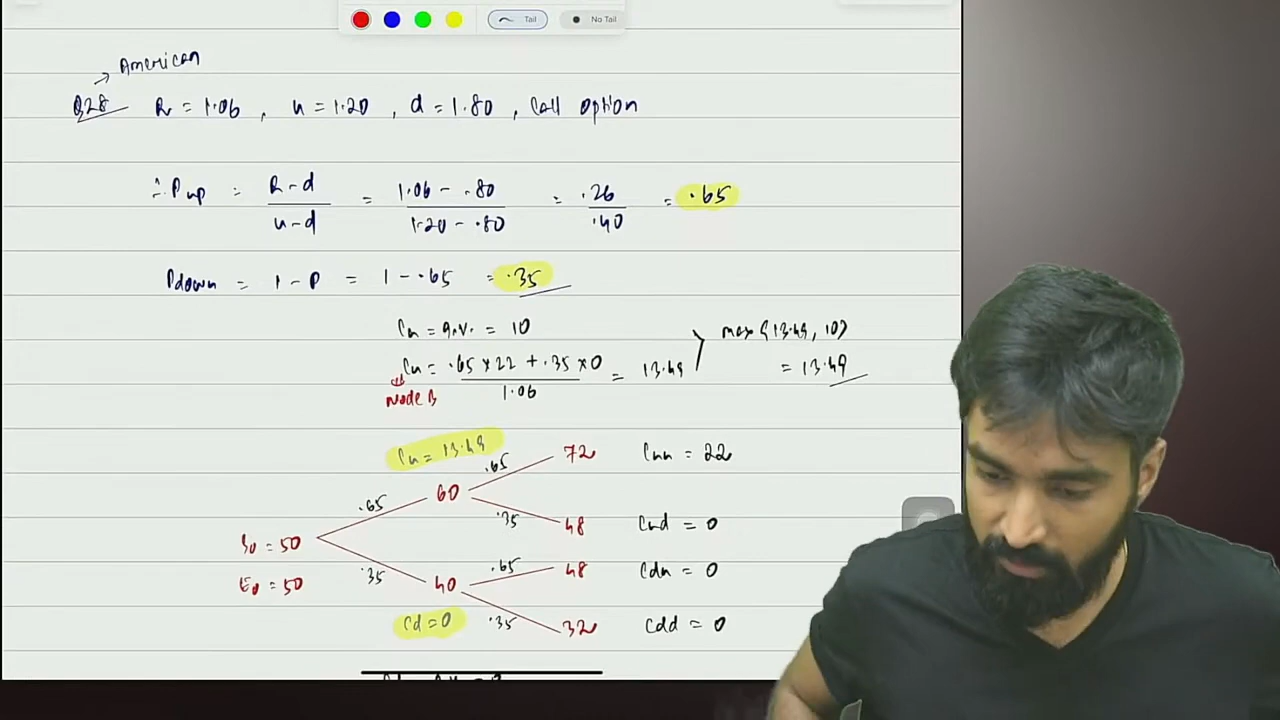 Tail
No Tail
→ American
Q28 R = 1.06, u = 1.20, d = 1.80, Call Option
∴ Pup = R-d / u-d = 1.06 - .80 / 1.20 - .80 = .26 / .40 = .65
Pdown = 1 - P = 1 - .65 = .35
Cu = g.v. = 10
Cu = .65 × 22 + .35 × 0 / 1.06 = 13.49
Node B
max {13.49, 10}
= 13.49
Cu = 13.49
.65
72
Cuu = 22
.65
60
.35
48
Cud = 0
S0 = 50
E0 = 50
.35
40
.65
48
Cdu = 0
Cd = 0
.35
32
Cdd = 0